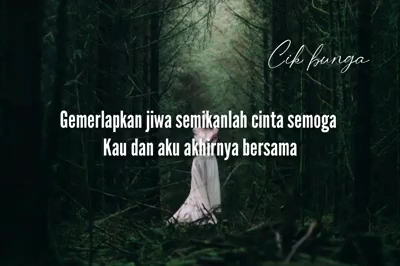 Cik bunga
Gemerlapkan jiwa semikanlah cinta semoga
Kau dan aku akhirnya bersama